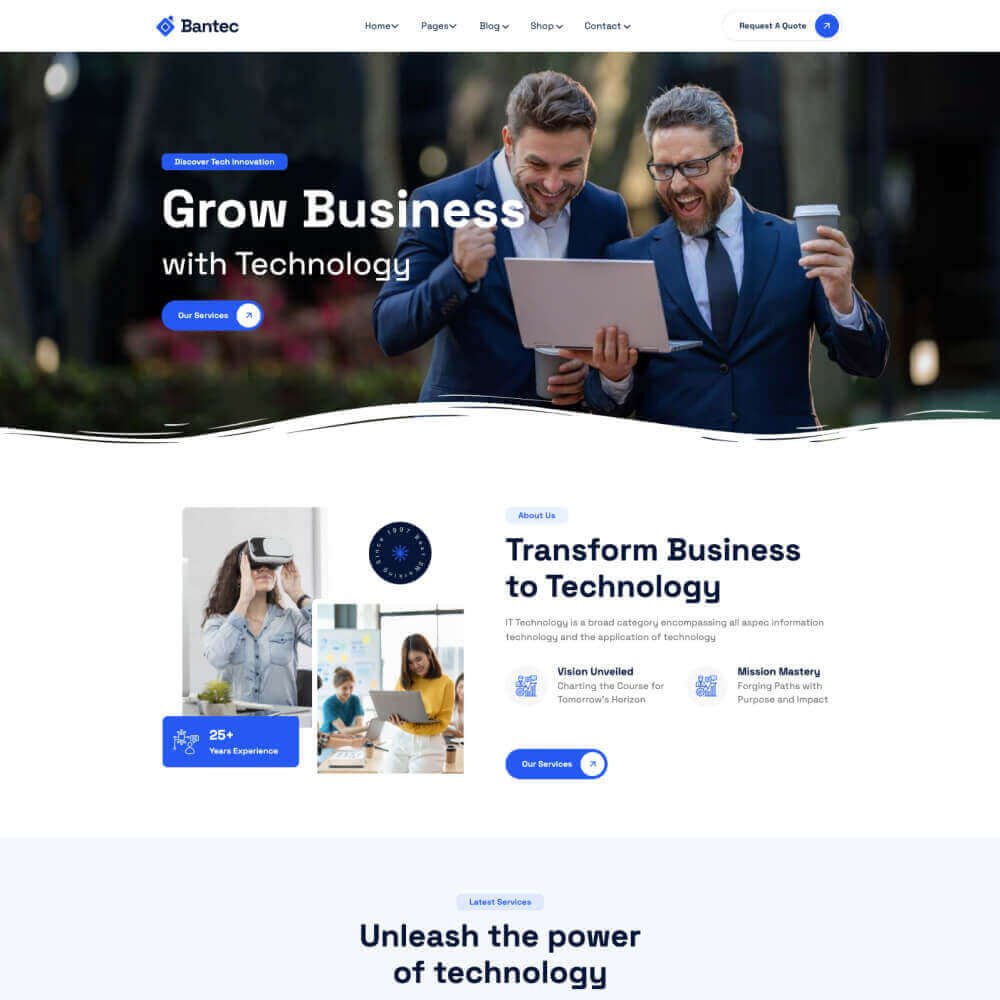 Bantec
Home
Pages
Blog
Shop
Contact
Request A Quote
Discover Tech Innovation
Grow Business
with Technology
Our Services
Since 1997 Best
About Us
Transform Business
to Technology
IT Technology is a broad category encompassing all aspec information
technology and the application of technology
Vision Unveiled
Charting the Course for
Tomorrow's Horizon
Mission Mastery
Forging Paths with
Purpose and Impact
25+
Years Experience
Our Services
Latest Services
Unleash the power
of technology